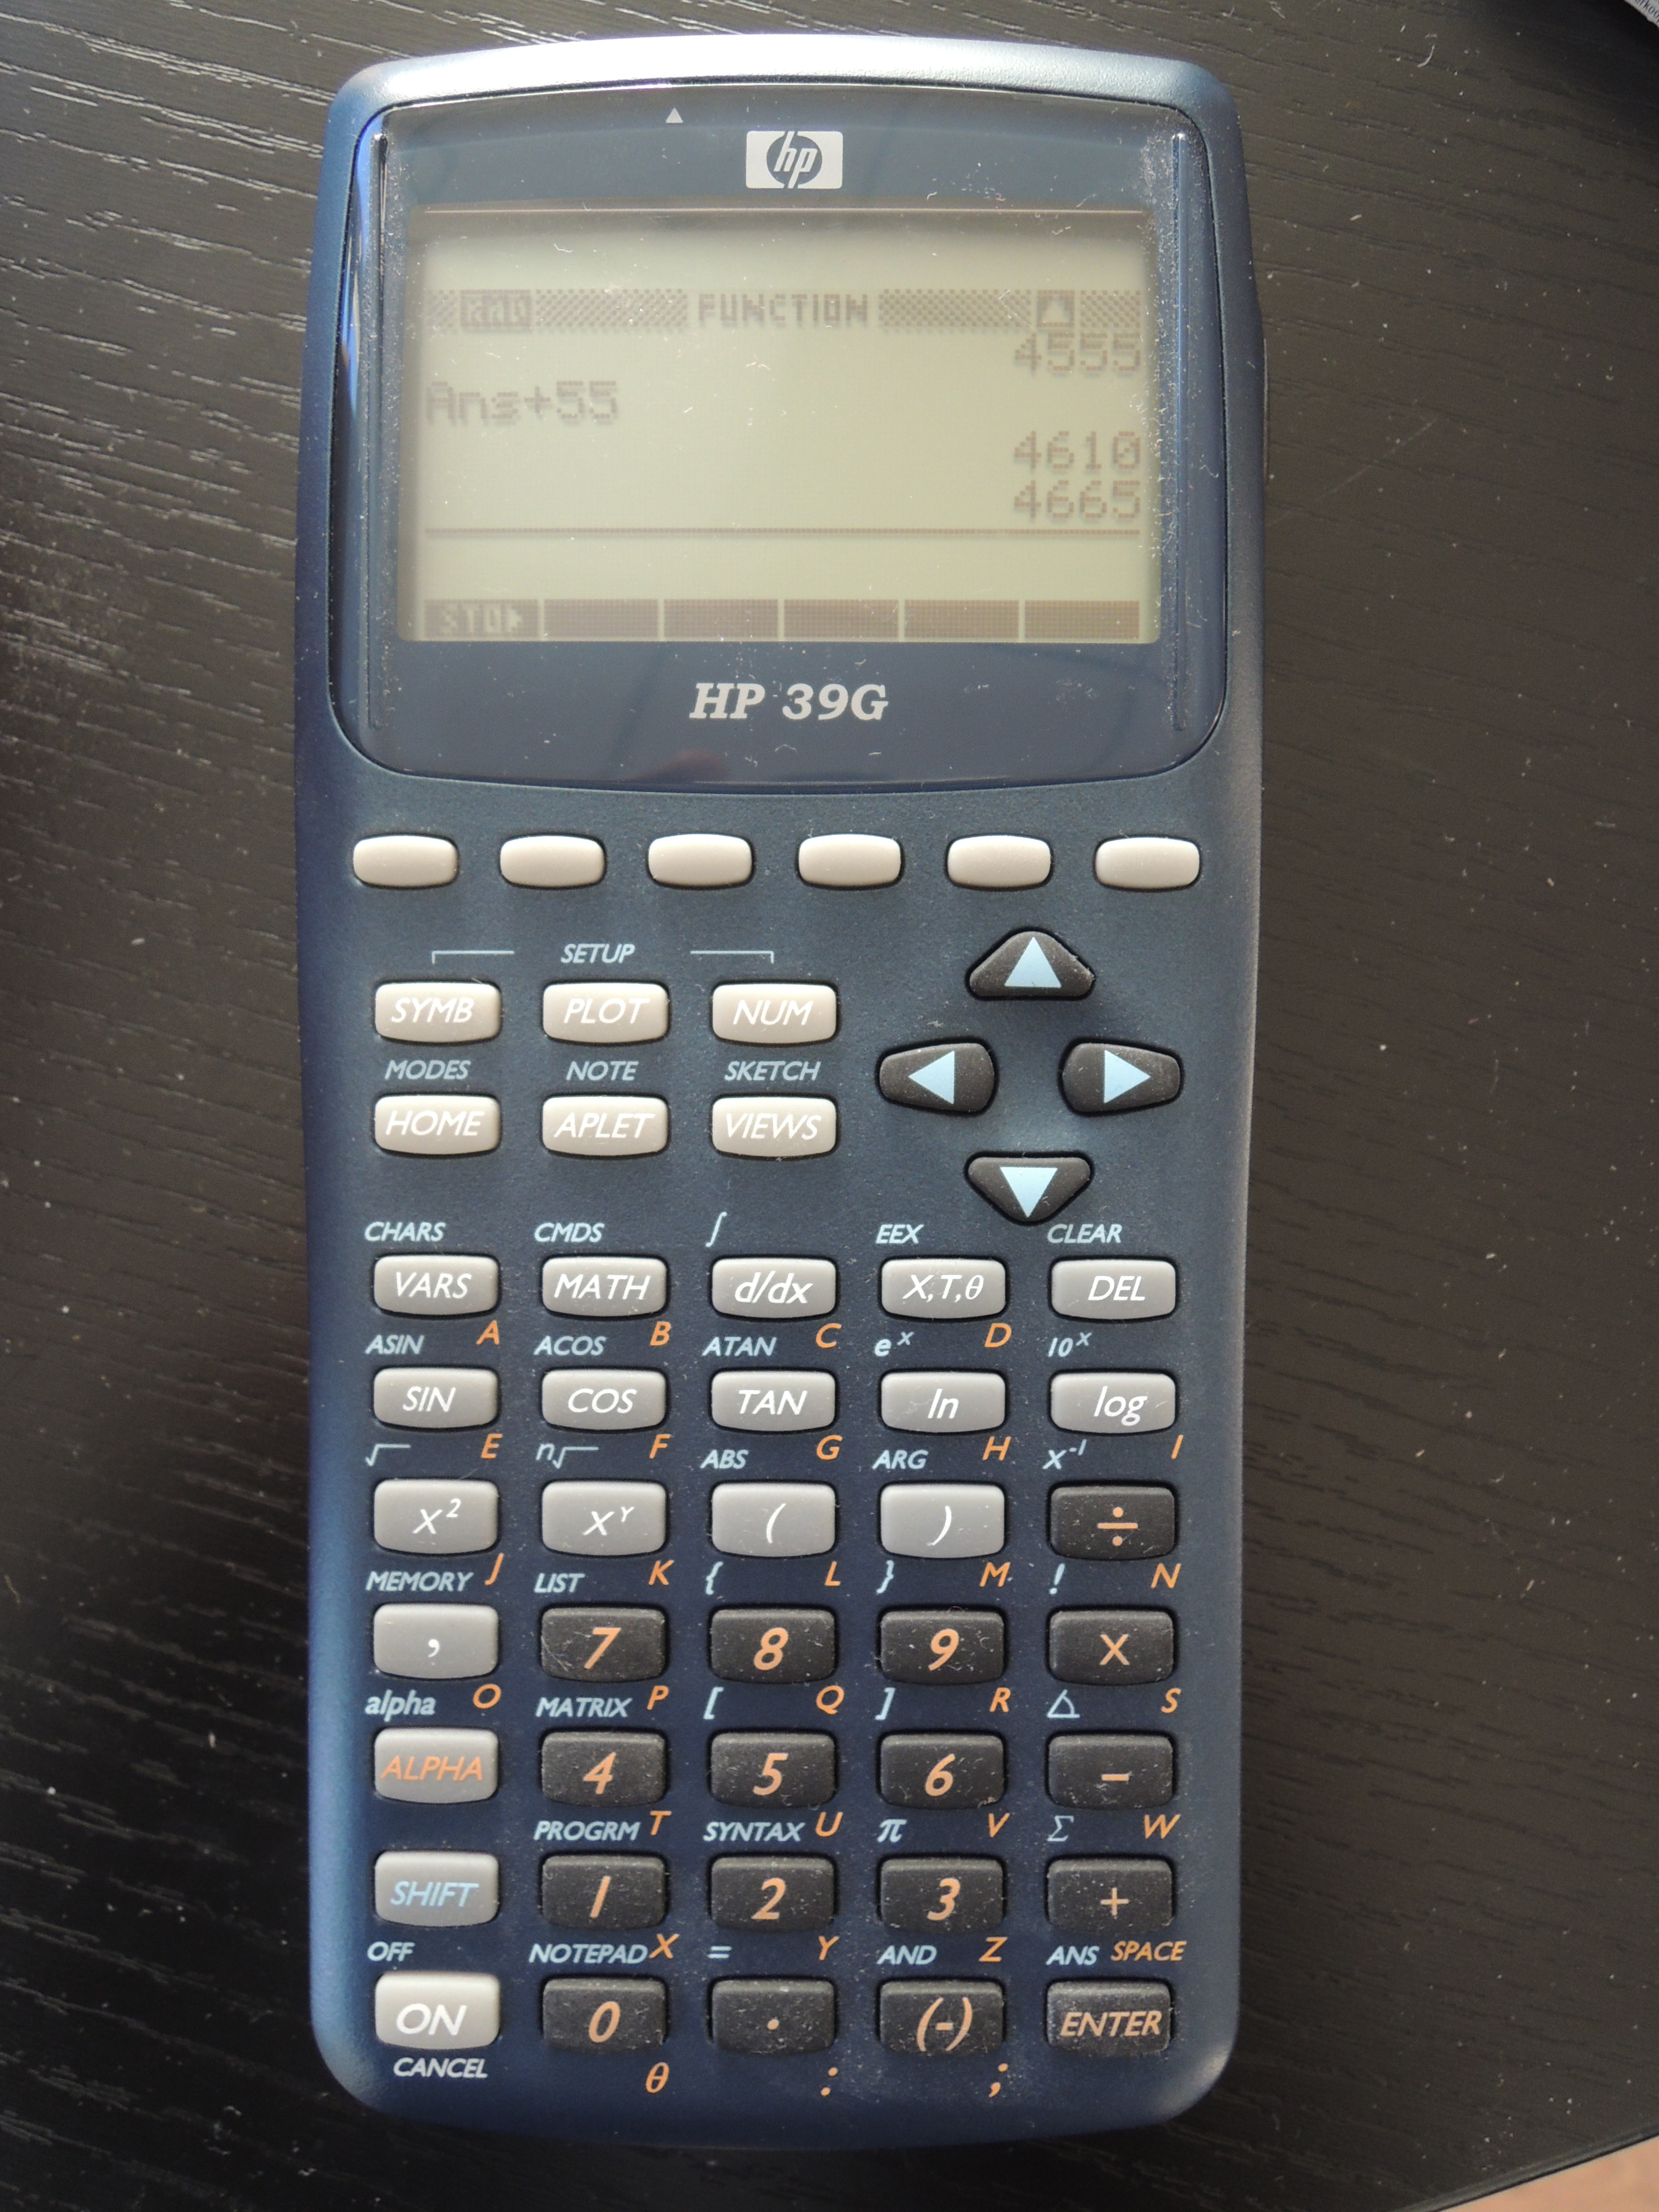 hp
RAD FUNCTION
4555
Ans+55
4610
4665
STO▶
HP 39G
SETUP
SYMB PLOT NUM
MODES NOTE SKETCH
HOME APLET VIEWS
CHARS CMDS ∫ EEX CLEAR
VARS MATH d/dx X,T,θ DEL
ASIN A ACOS B ATAN C eˣ D 10ˣ
SIN COS TAN ln log
√ E n√ F ABS G ARG H x⁻¹ I
X² Xʸ ( ) ÷
MEMORY J LIST K { L } M ! N
, 7 8 9 X
alpha O MATRIX P [ Q ] R ∠ S
ALPHA 4 5 6 −
PROGRM T SYNTAX U π V Σ W
SHIFT 1 2 3 +
OFF NOTEPAD X = Y AND Z ANS SPACE
ON 0 . (-) ENTER
CANCEL θ : ;